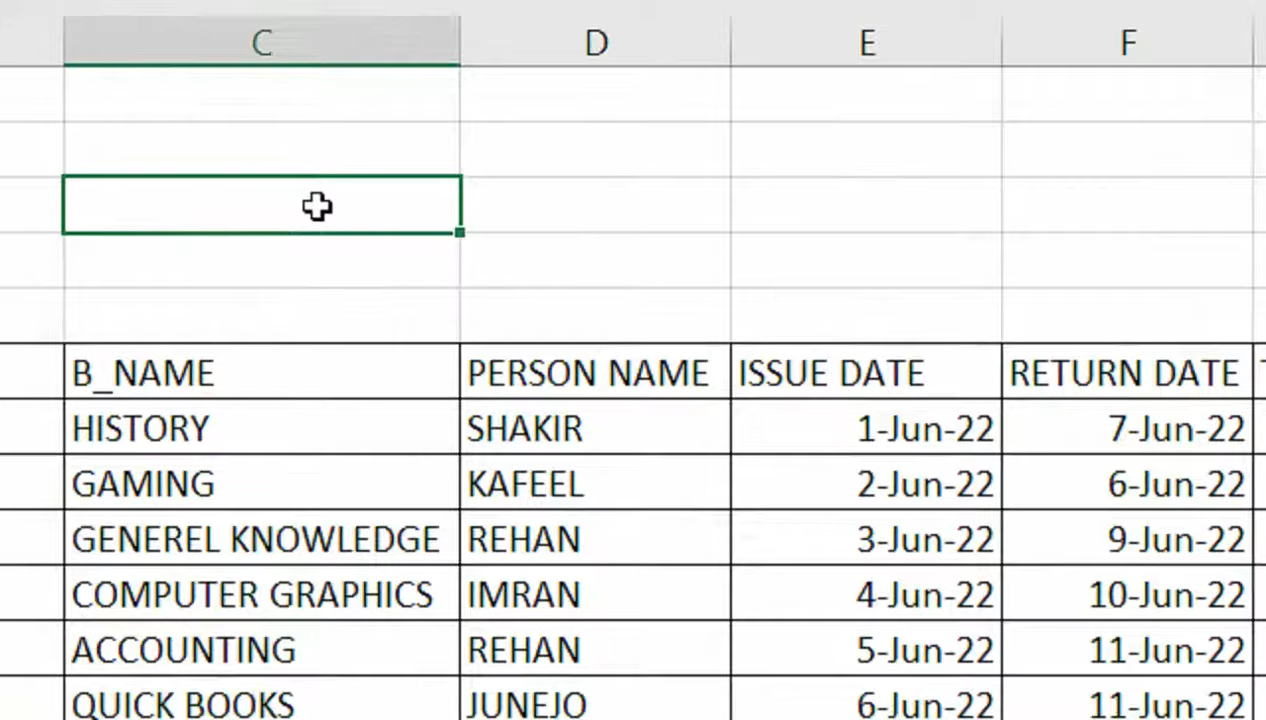 C D E F
B_NAME PERSON NAME ISSUE DATE RETURN DATE
HISTORY SHAKIR 1-Jun-22 7-Jun-22
GAMING KAFEEL 2-Jun-22 6-Jun-22
GENEREL KNOWLEDGE REHAN 3-Jun-22 9-Jun-22
COMPUTER GRAPHICS IMRAN 4-Jun-22 10-Jun-22
ACCOUNTING REHAN 5-Jun-22 11-Jun-22
QUICK BOOKS JUNEJO 6-Jun-22 11-Jun-22